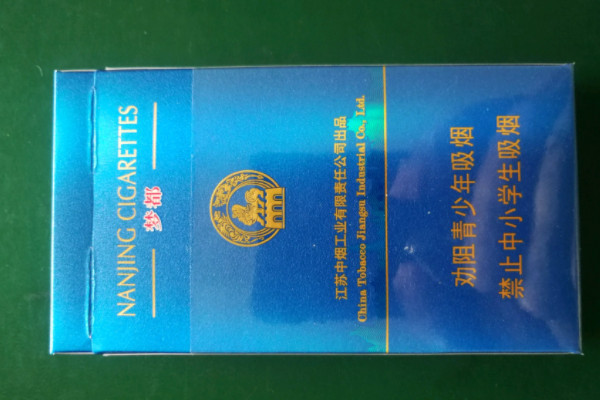 NANJING CIGARETTES
梦都
江苏中烟工业有限责任公司出品
China Tobacco Jiangsu Industrial Co., Ltd.
劝阻青少年吸烟
禁止中小学生吸烟